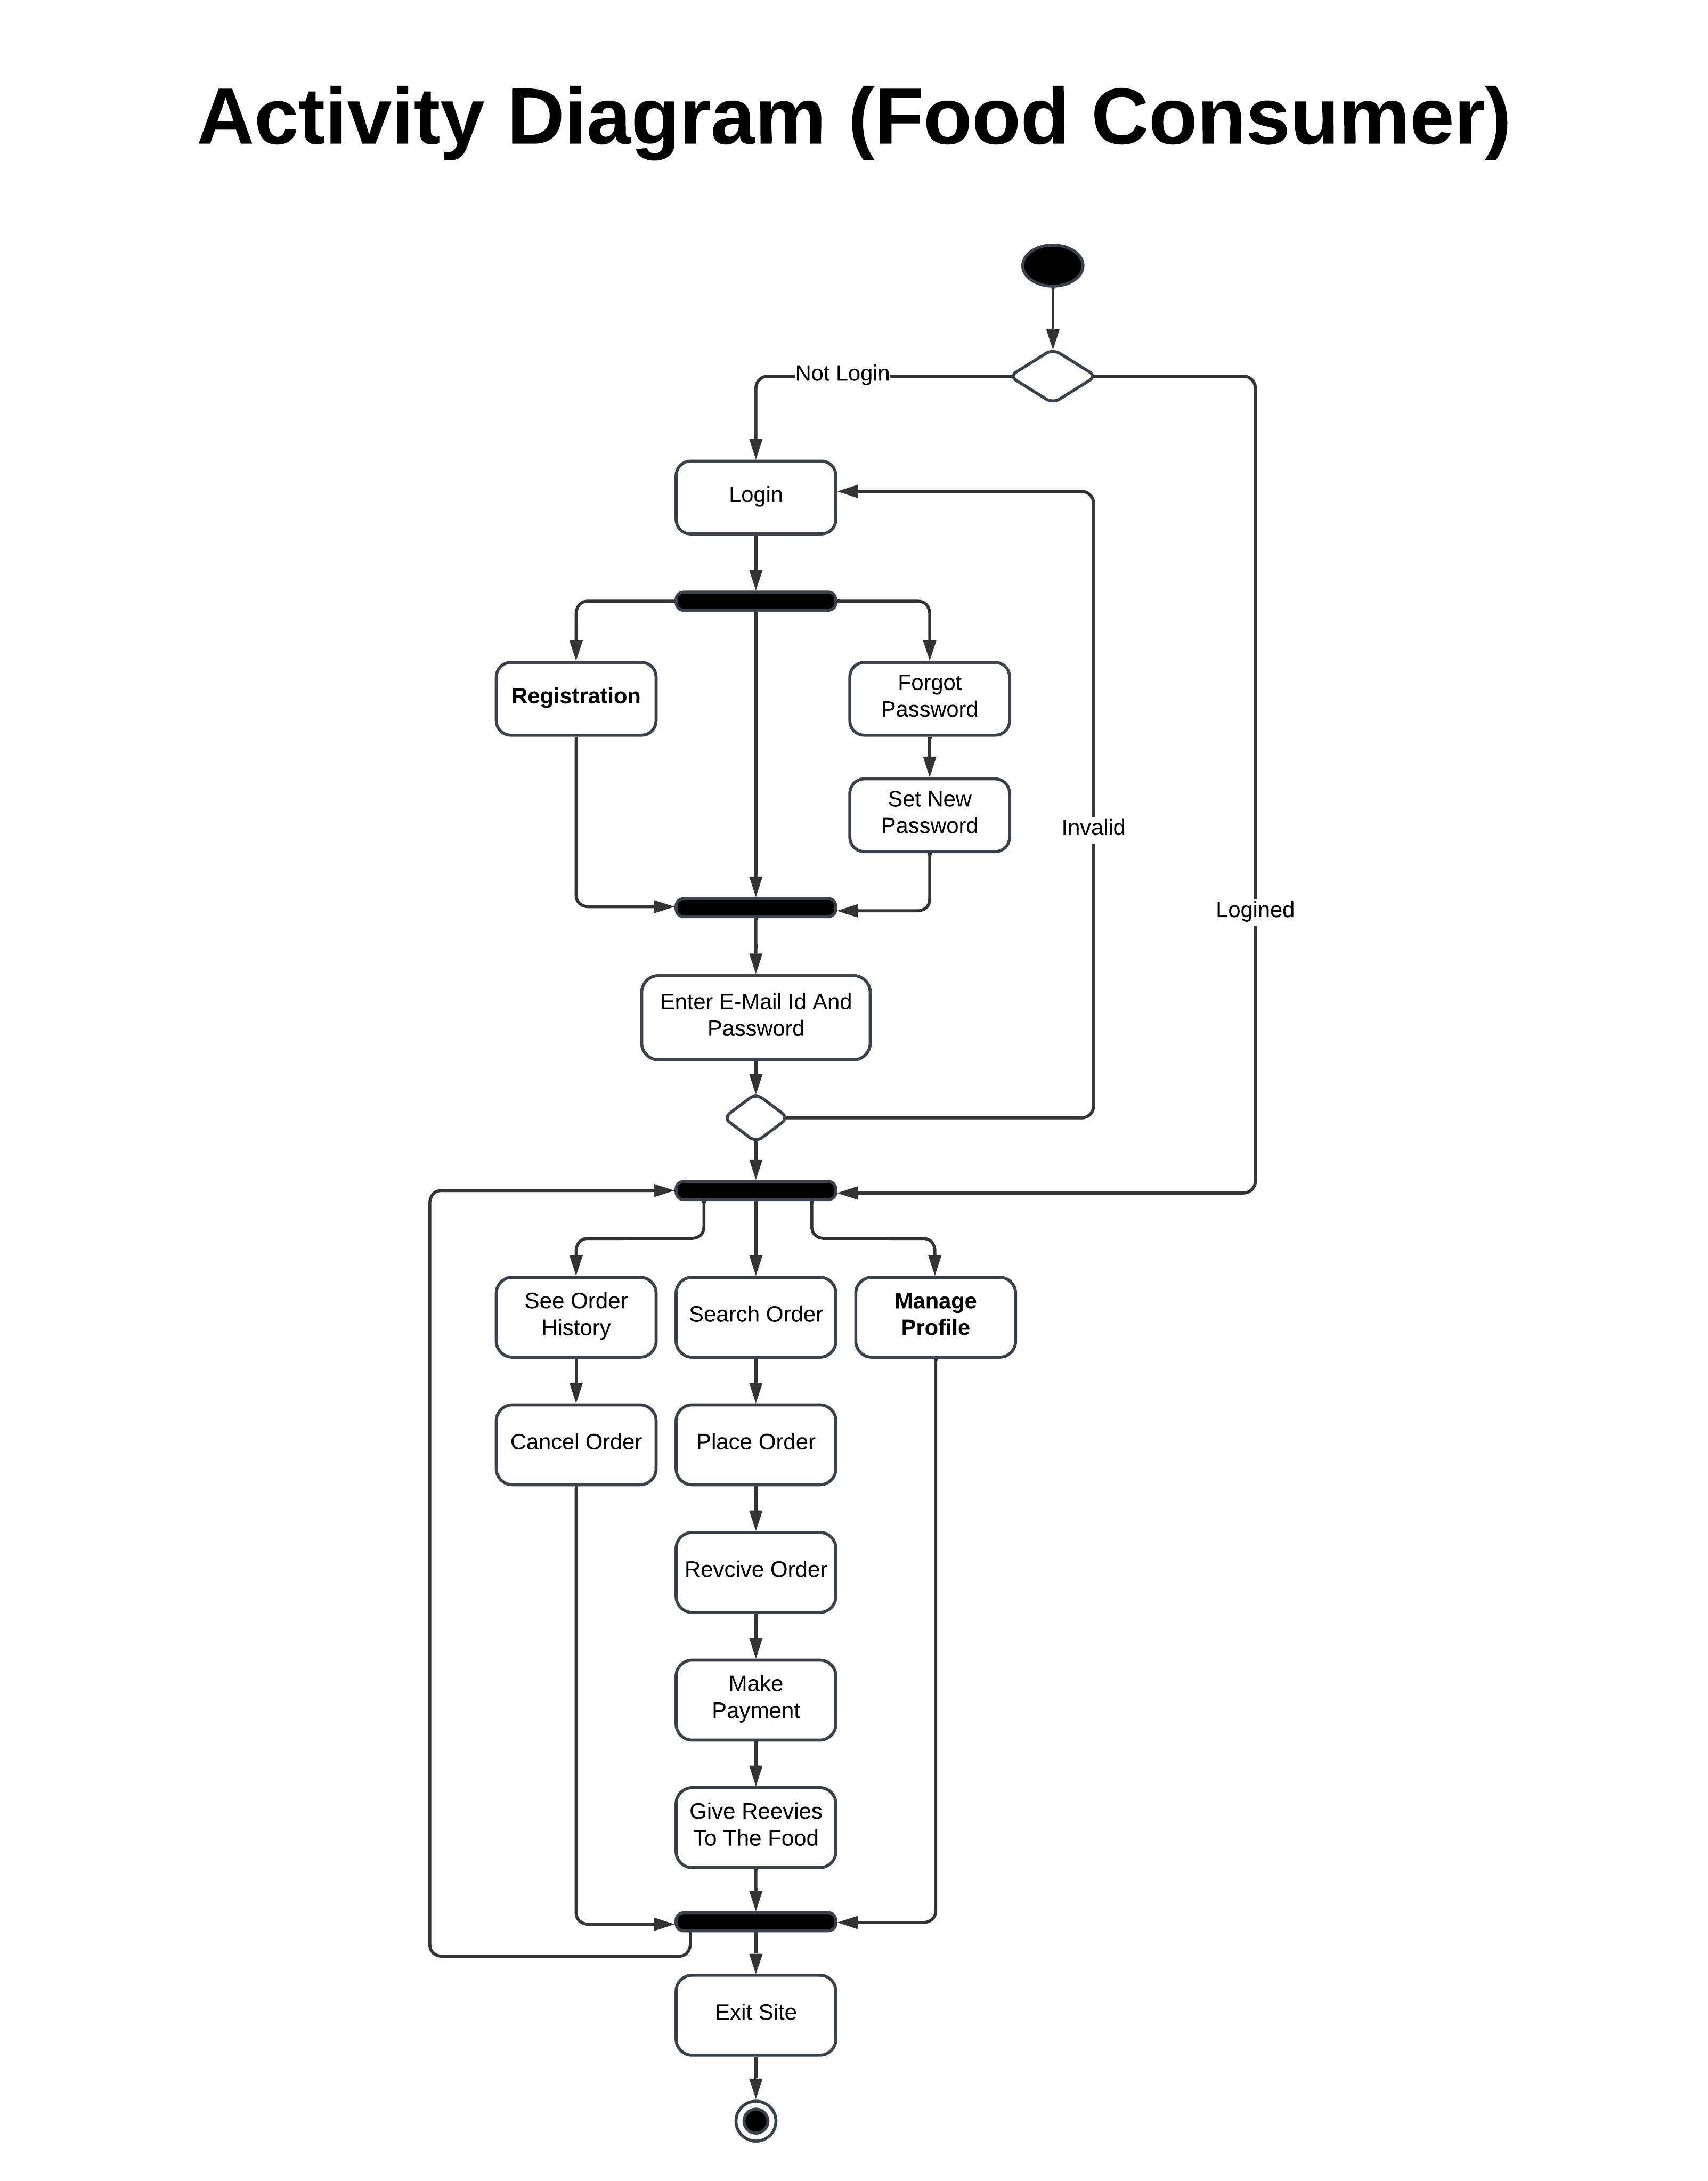 Activity Diagram (Food Consumer)
Not Login
Login
Registration
Forgot
Password
Set New
Password
Invalid
Logined
Enter E-Mail Id And
Password
See Order
History
Search Order
Manage
Profile
Cancel Order
Place Order
Revcive Order
Make
Payment
Give Reevies
To The Food
Exit Site